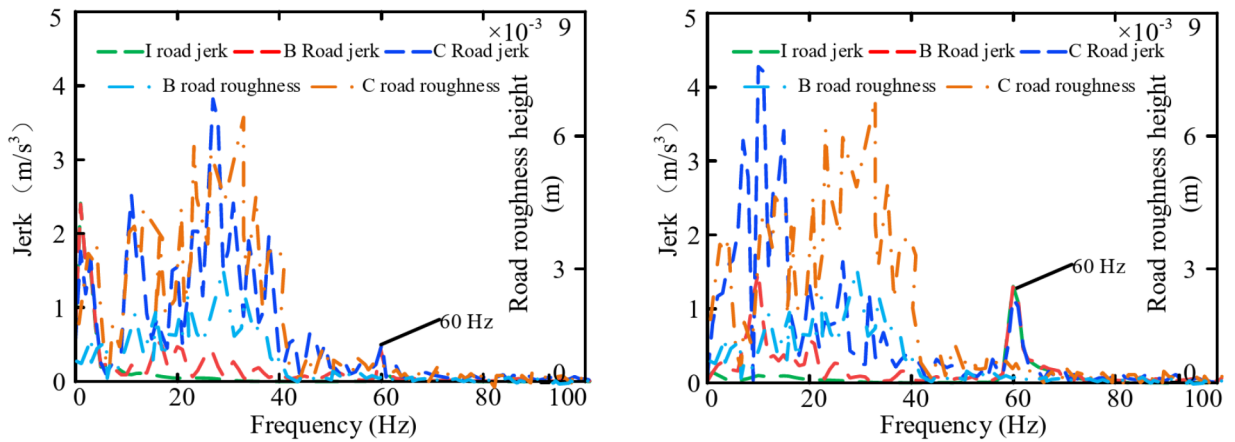 5
×10⁻³ 9
I road jerk B Road jerk C Road jerk
B road roughness C road roughness
4
3
2
1
0
Jerk （m/s³）
6
3
0
Road roughness height
(m)
60 Hz
0 20 40 60 80 100
Frequency (Hz)
5
×10⁻³ 9
I road jerk B Road jerk C Road jerk
B road roughness C road roughness
4
3
2
1
0
Jerk （m/s³）
6
3
0
Road roughness height
(m)
60 Hz
0 20 40 60 80 100
Frequency (Hz)